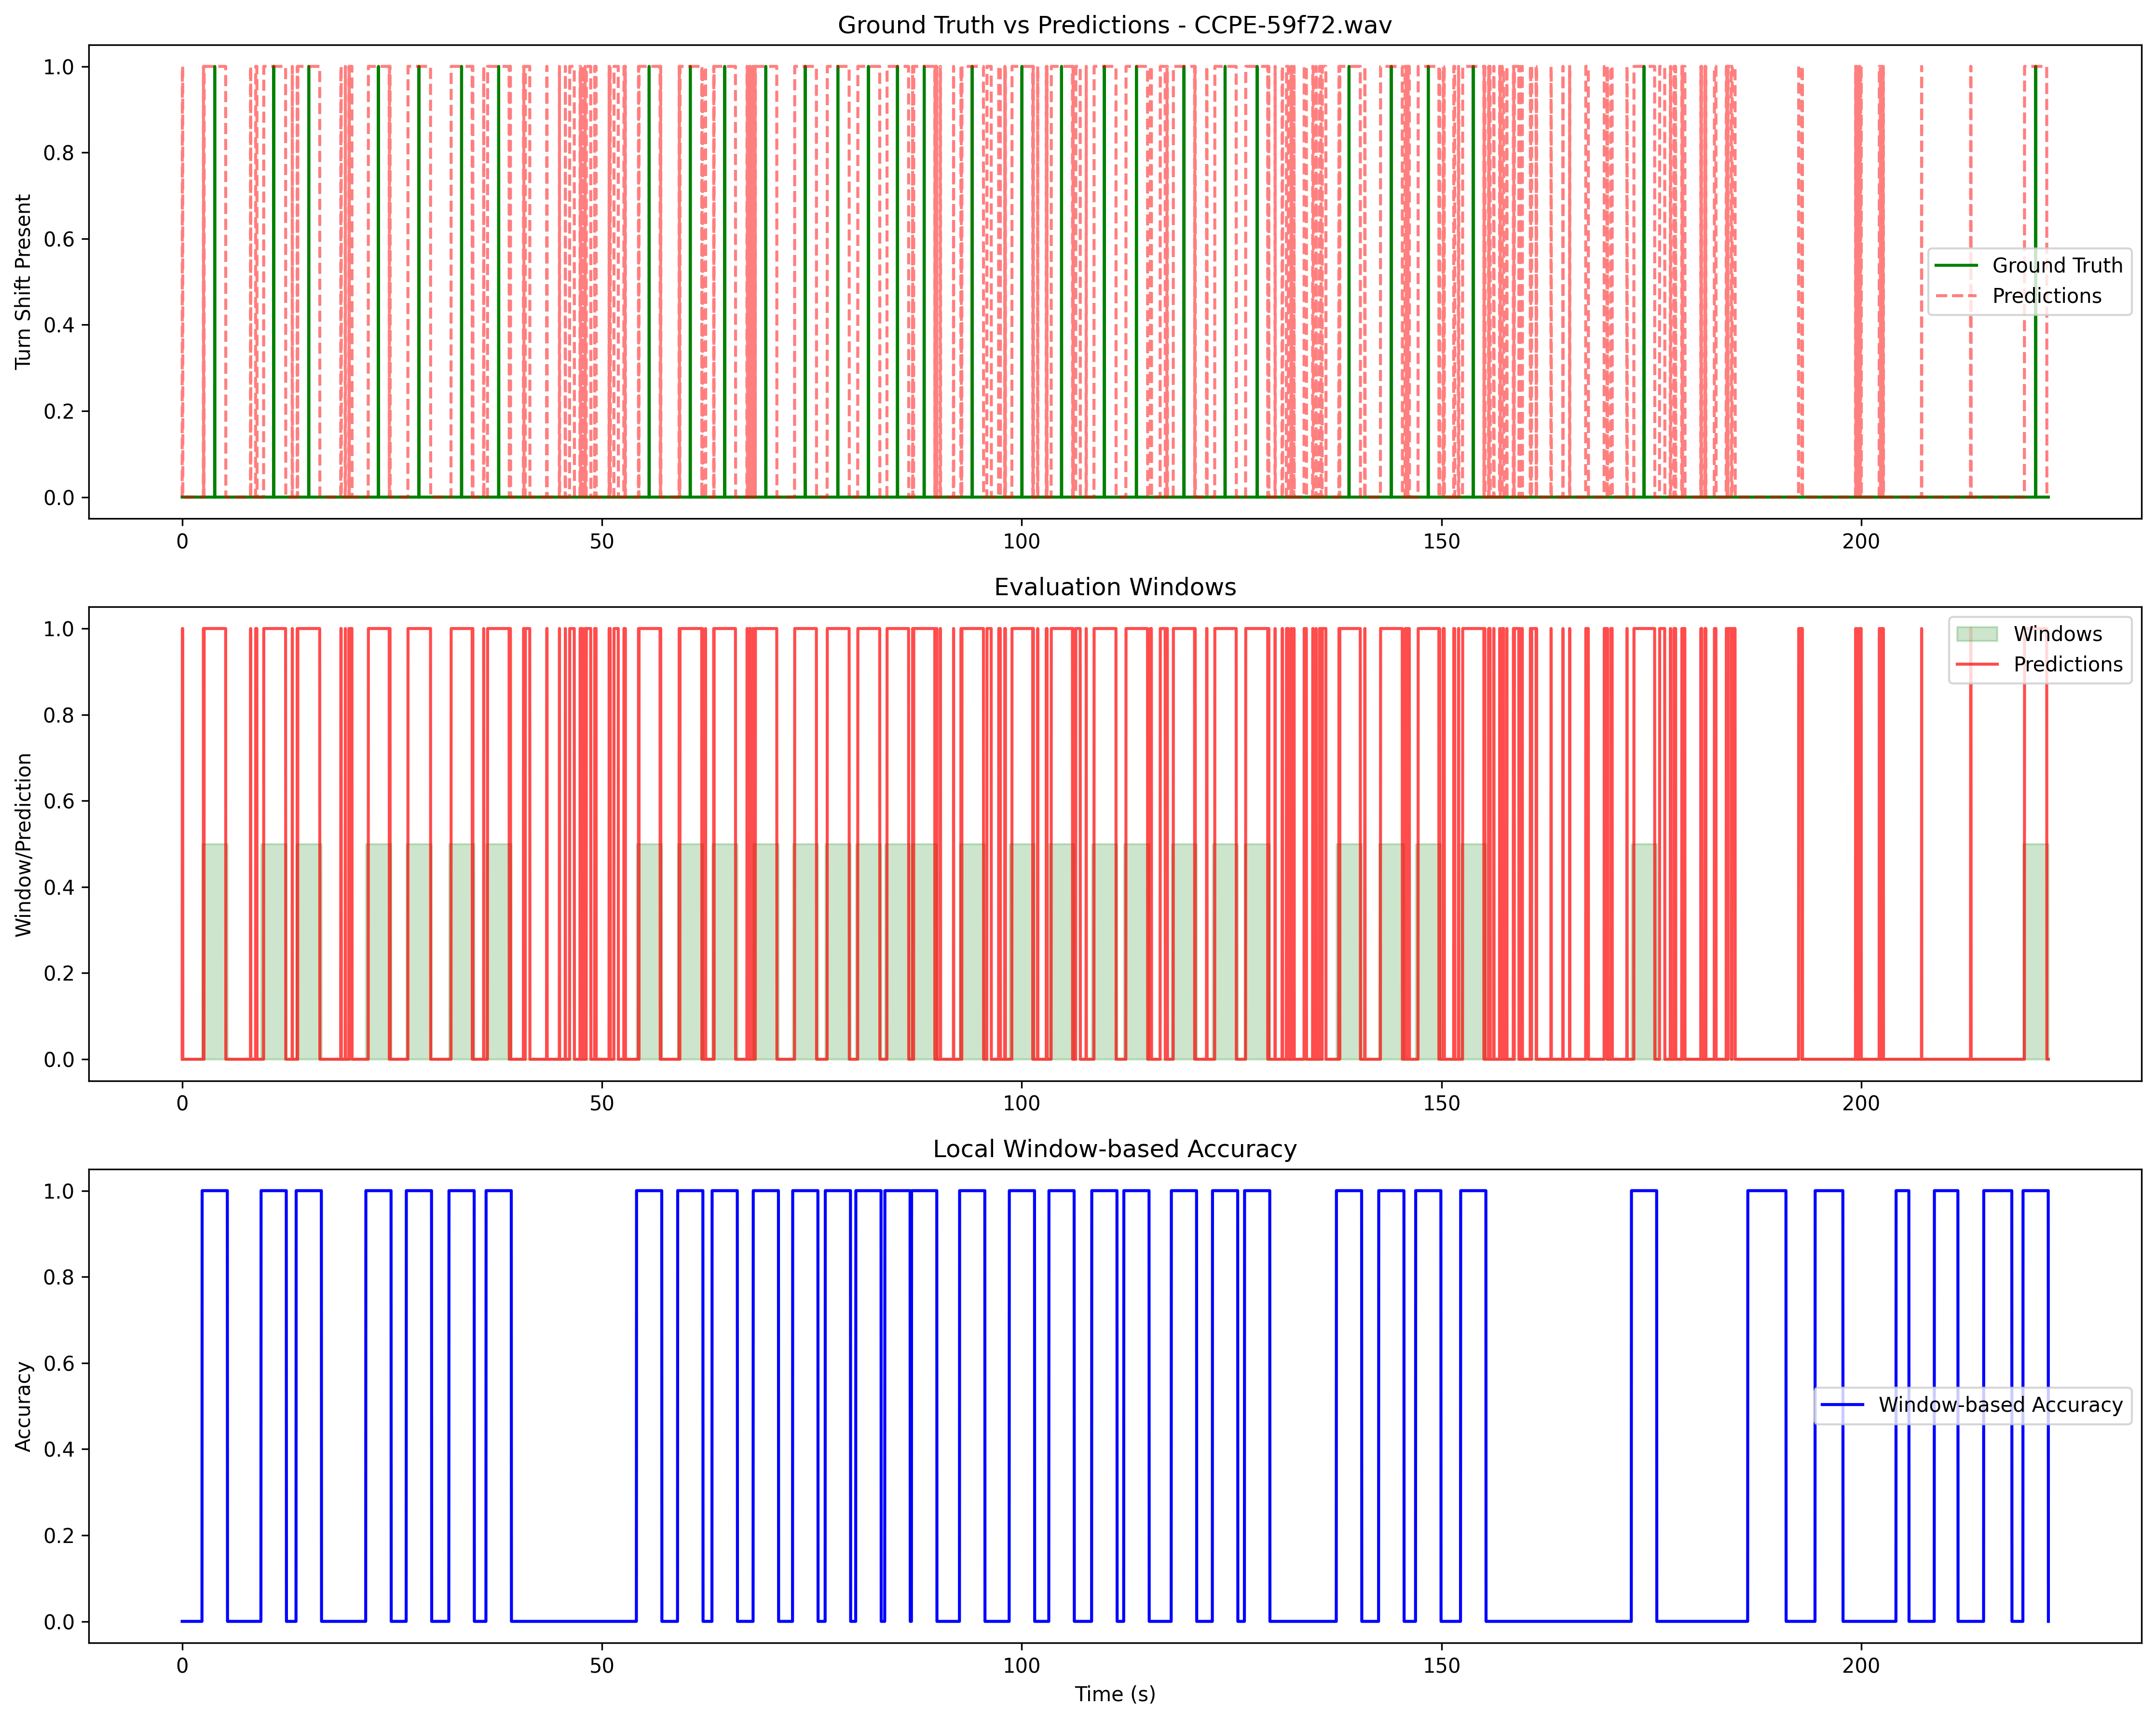 Ground Truth vs Predictions - CCPE-59f72.wav
Turn Shift Present
1.0
0.8
0.6
0.4
0.2
0.0
Ground Truth
Predictions
0 50 100 150 200
Evaluation Windows
Window/Prediction
1.0
0.8
0.6
0.4
0.2
0.0
Windows
Predictions
0 50 100 150 200
Local Window-based Accuracy
Accuracy
1.0
0.8
0.6
0.4
0.2
0.0
Window-based Accuracy
0 50 100 150 200
Time (s)